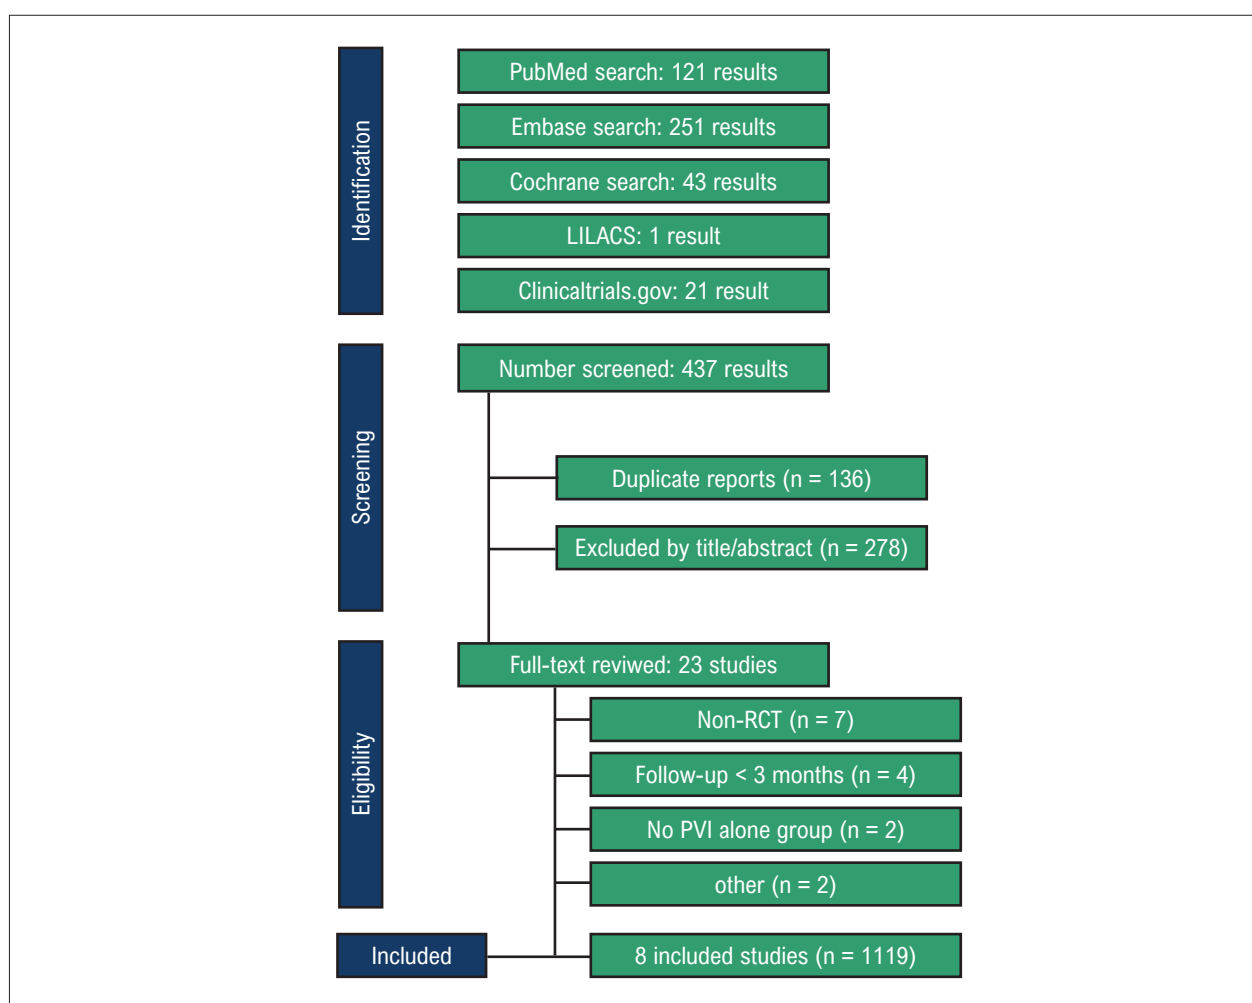 Identification
PubMed search: 121 results
Embase search: 251 results
Cochrane search: 43 results
LILACS: 1 result
Clinicaltrials.gov: 21 result
Screening
Number screened: 437 results
Duplicate reports (n = 136)
Excluded by title/abstract (n = 278)
Eligibility
Full-text reviwed: 23 studies
Non-RCT (n = 7)
Follow-up < 3 months (n = 4)
No PVI alone group (n = 2)
other (n = 2)
Included
8 included studies (n = 1119)